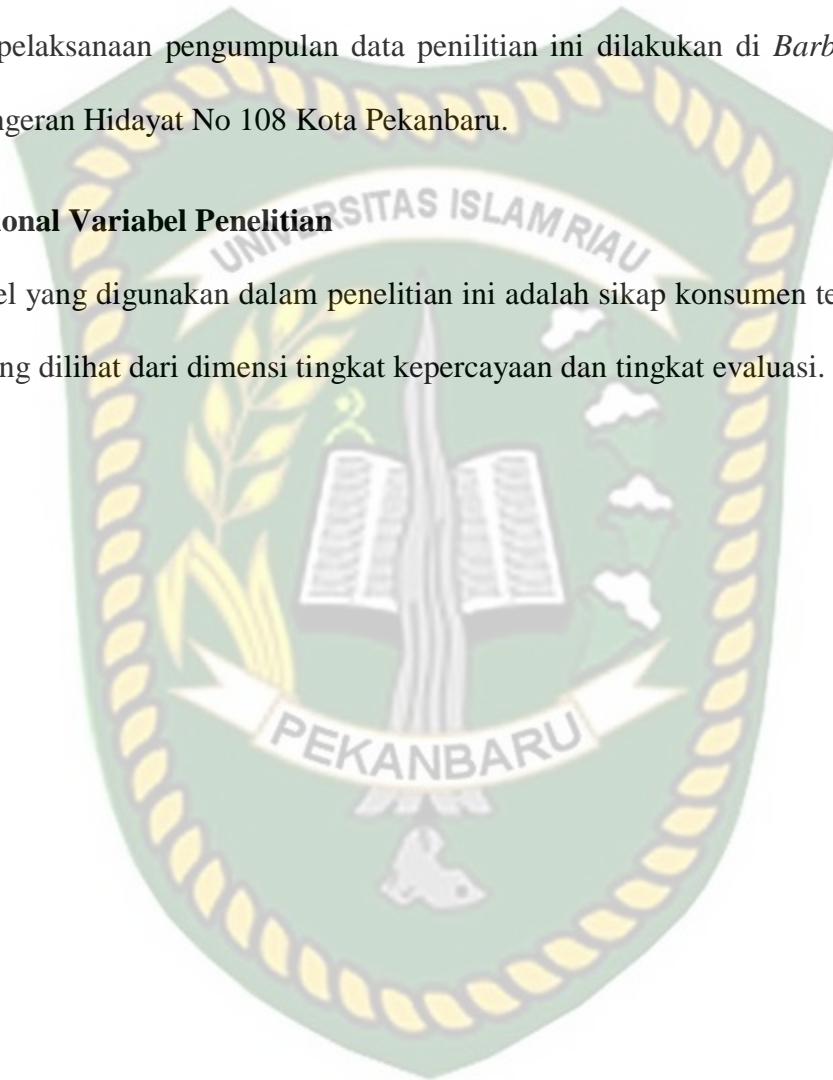 pelaksanaan pengumpulan data penilitian ini dilakukan di Barb
ngeran Hidayat No 108 Kota Pekanbaru.
ional Variabel Penelitian
UNIVERSITAS ISLAM RIAU
el yang digunakan dalam penelitian ini adalah sikap konsumen te
ng dilihat dari dimensi tingkat kepercayaan dan tingkat evaluasi.
PEKANBARU